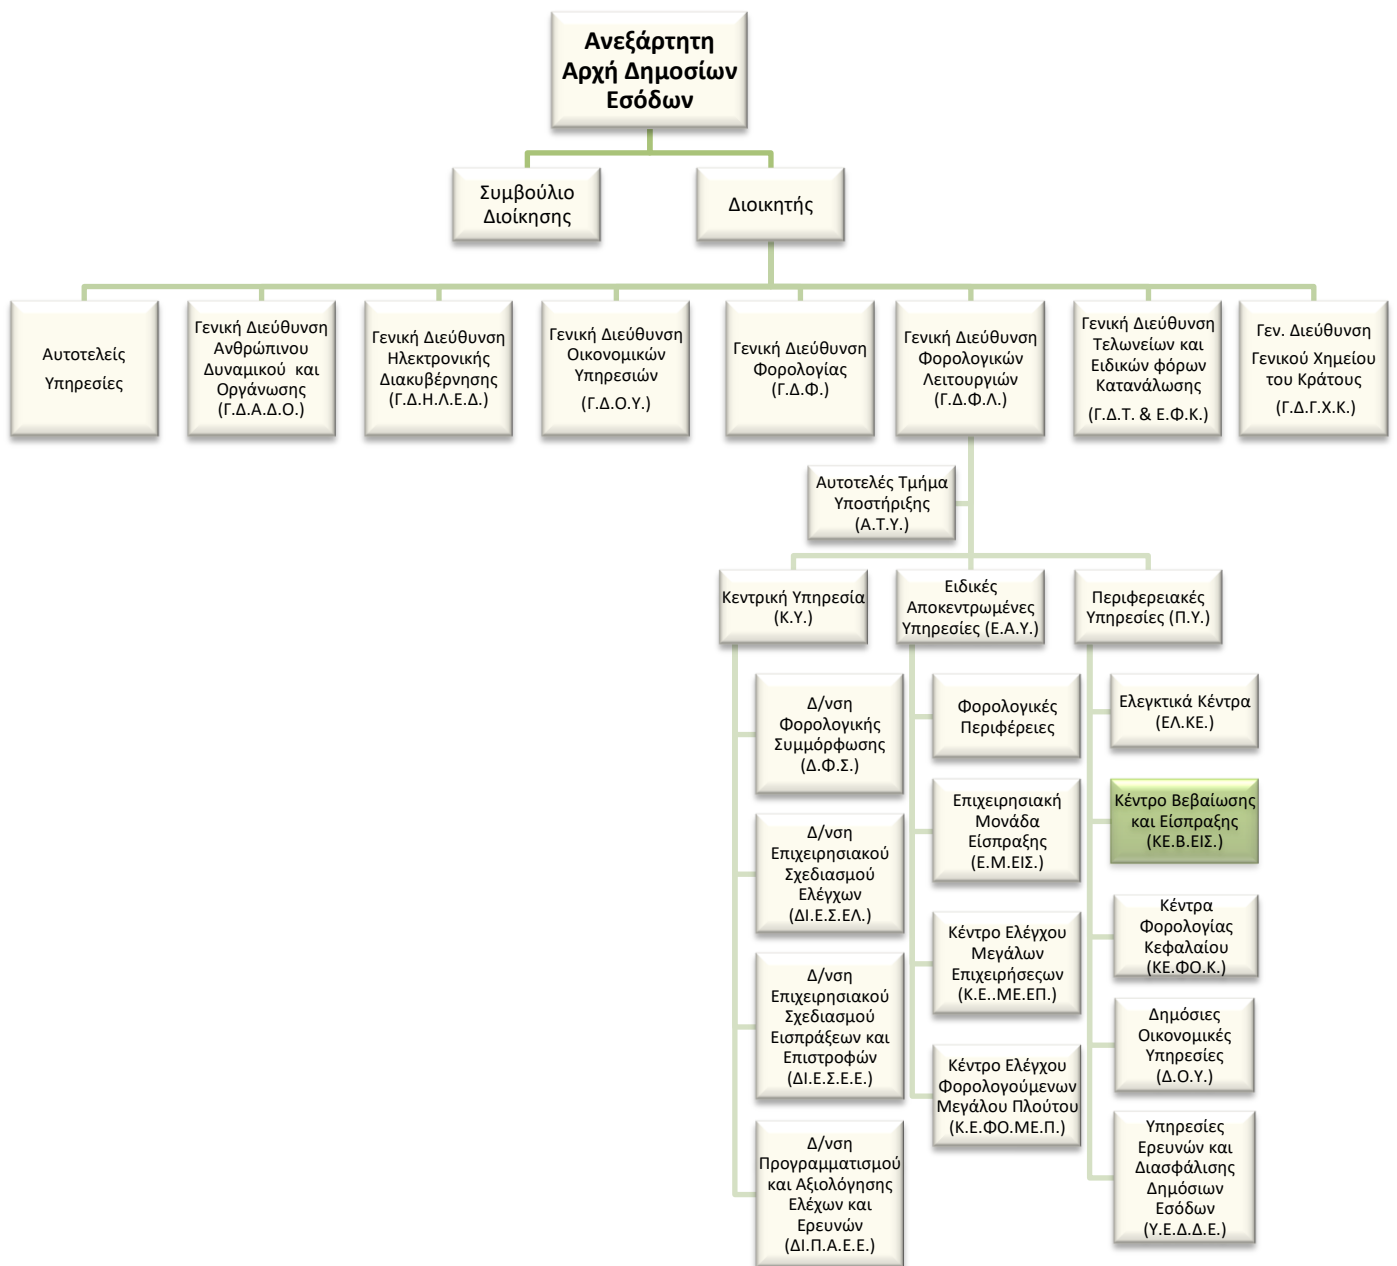 Ανεξάρτητη
Αρχή Δημοσίων
Εσόδων
Συμβούλιο
Διοίκησης
Διοικητής
Αυτοτελείς
Υπηρεσίες
Γενική Διεύθυνση
Ανθρώπινου
Δυναμικού και
Οργάνωσης
(Γ.Δ.Α.Δ.Ο.)
Γενική Διεύθυνση
Ηλεκτρονικής
Διακυβέρνησης
(Γ.Δ.Η.Λ.Ε.Δ.)
Γενική Διεύθυνση
Οικονομικών
Υπηρεσιών
(Γ.Δ.Ο.Υ.)
Γενική Διεύθυνση
Φορολογίας
(Γ.Δ.Φ.)
Γενική Διεύθυνση
Φορολογικών
Λειτουργιών
(Γ.Δ.Φ.Λ.)
Γενική Διεύθυνση
Τελωνείων και
Ειδικών φόρων
Κατανάλωσης
(Γ.Δ.Τ. & Ε.Φ.Κ.)
Γεν. Διεύθυνση
Γενικού Χημείου
του Κράτους
(Γ.Δ.Γ.Χ.Κ.)
Αυτοτελές Τμήμα
Υποστήριξης
(Α.Τ.Υ.)
Κεντρική Υπηρεσία
(Κ.Υ.)
Ειδικές
Αποκεντρωμένες
Υπηρεσίες (Ε.Α.Υ.)
Περιφερειακές
Υπηρεσίες (Π.Υ.)
Δ/νση
Φορολογικής
Συμμόρφωσης
(Δ.Φ.Σ.)
Δ/νση
Επιχειρησιακού
Σχεδιασμού
Ελέγχων
(ΔΙ.Ε.Σ.ΕΛ.)
Δ/νση
Επιχειρησιακού
Σχεδιασμού
Εισπράξεων και
Επιστροφών
(ΔΙ.Ε.Σ.Ε.Ε.)
Δ/νση
Προγραμματισμού
και Αξιολόγησης
Ελέχων και
Ερευνών
(ΔΙ.Π.Α.Ε.Ε.)
Φορολογικές
Περιφέρειες
Επιχειρησιακή
Μονάδα
Είσπραξης
(Ε.Μ.ΕΙΣ.)
Κέντρο Ελέγχου
Μεγάλων
Επιχειρήσεςων
(Κ.Ε..ΜΕ.ΕΠ.)
Κέντρο Ελέγχου
Φορολογούμενων
Μεγάλου Πλούτου
(Κ.Ε.ΦΟ.ΜΕ.Π.)
Ελεγκτικά Κέντρα
(ΕΛ.ΚΕ.)
Κέντρο Βεβαίωσης
και Είσπραξης
(ΚΕ.Β.ΕΙΣ.)
Κέντρα
Φορολογίας
Κεφαλαίου
(ΚΕ.ΦΟ.Κ.)
Δημόσιες
Οικονομικές
Υπηρεσίες
(Δ.Ο.Υ.)
Υπηρεσίες
Ερευνών και
Διασφάλισης
Δημόσιων
Εσόδων
(Υ.Ε.Δ.Δ.Ε.)